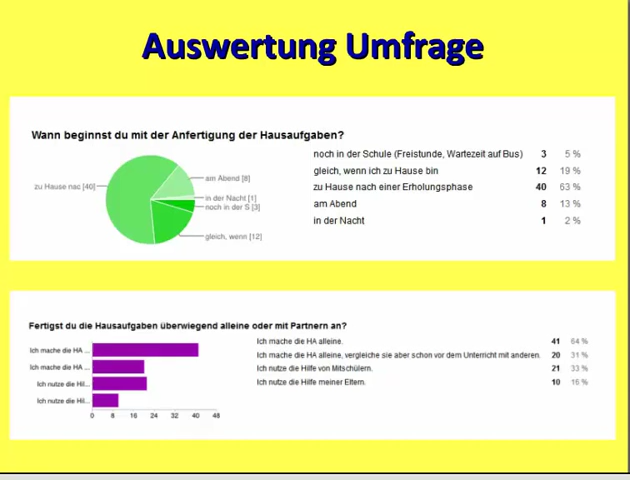 Auswertung Umfrage
Wann beginnst du mit der Anfertigung der Hausaufgaben?
zu Hause nac [40]
am Abend [8]
in der Nacht [1]
noch in der S [3]
gleich, wenn [12]
noch in der Schule (Freistunde, Wartezeit auf Bus) 3 5 %
gleich, wenn ich zu Hause bin 12 19 %
zu Hause nach einer Erholungsphase 40 63 %
am Abend 8 13 %
in der Nacht 1 2 %
Fertigst du die Hausaufgaben überwiegend alleine oder mit Partnern an?
Ich mache die HA ...
Ich mache die HA ...
Ich nutze die Hil...
Ich nutze die Hil...
0 8 16 24 32 40 48
Ich mache die HA alleine. 41 64 %
Ich mache die HA alleine, vergleiche sie aber schon vor dem Unterricht mit anderen. 20 31 %
Ich nutze die Hilfe von Mitschülern. 21 33 %
Ich nutze die Hilfe meiner Eltern. 10 16 %